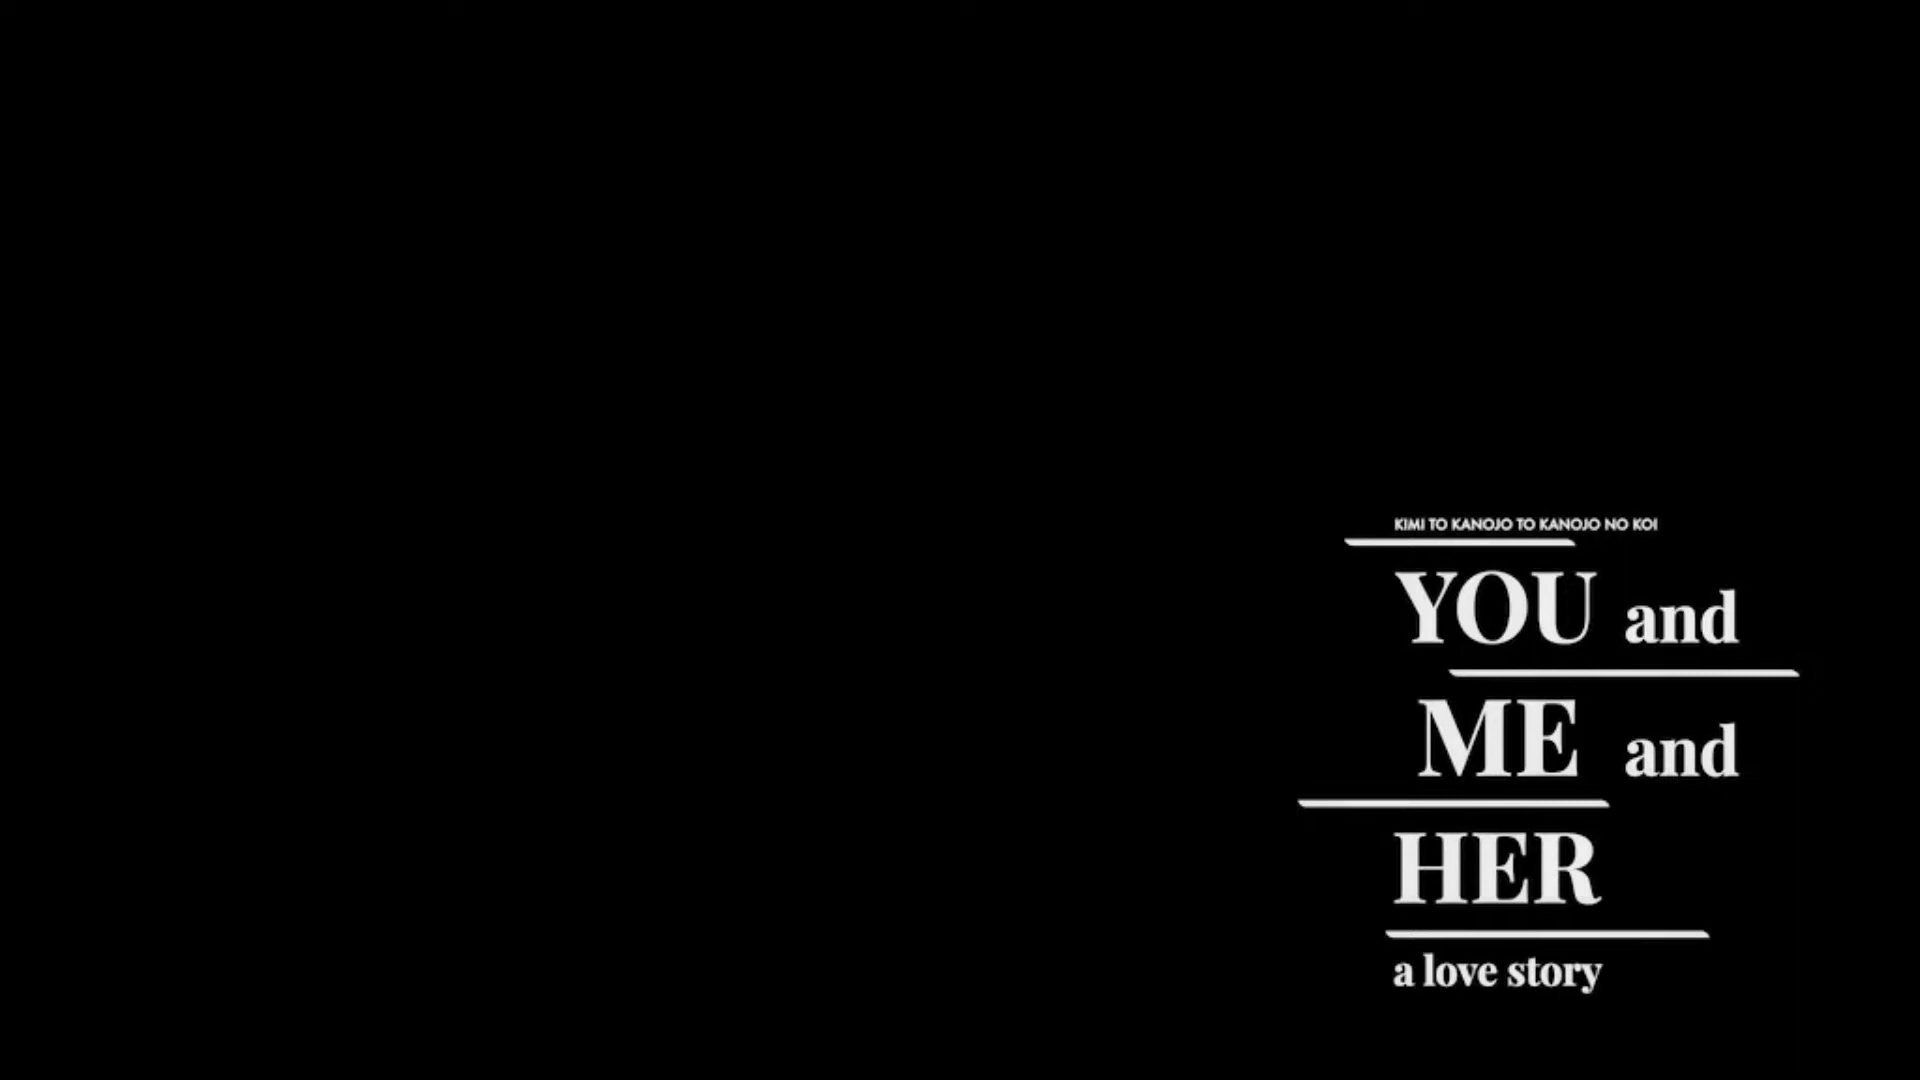 KIMI TO KANOJO TO KANOJO NO KOI
YOU and
ME and
HER
a love story